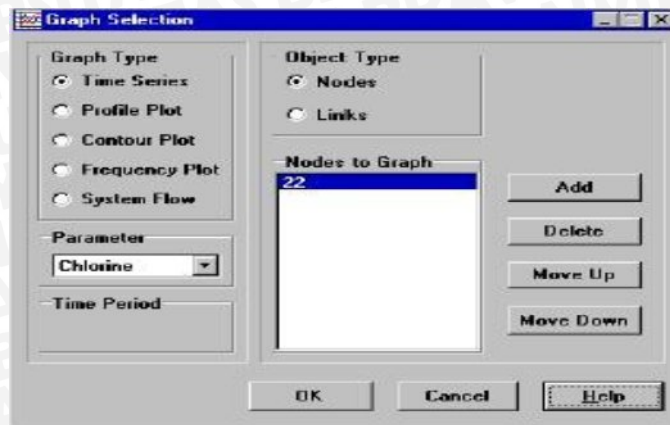 Graph Selection
Graph Type
Time Series
Profile Plot
Contour Plot
Frequency Plot
System Flow
Parameter
Chlorine
Time Period
Object Type
Nodes
Links
Nodes to Graph
22
Add
Delete
Move Up
Move Down
OK
Cancel
Help